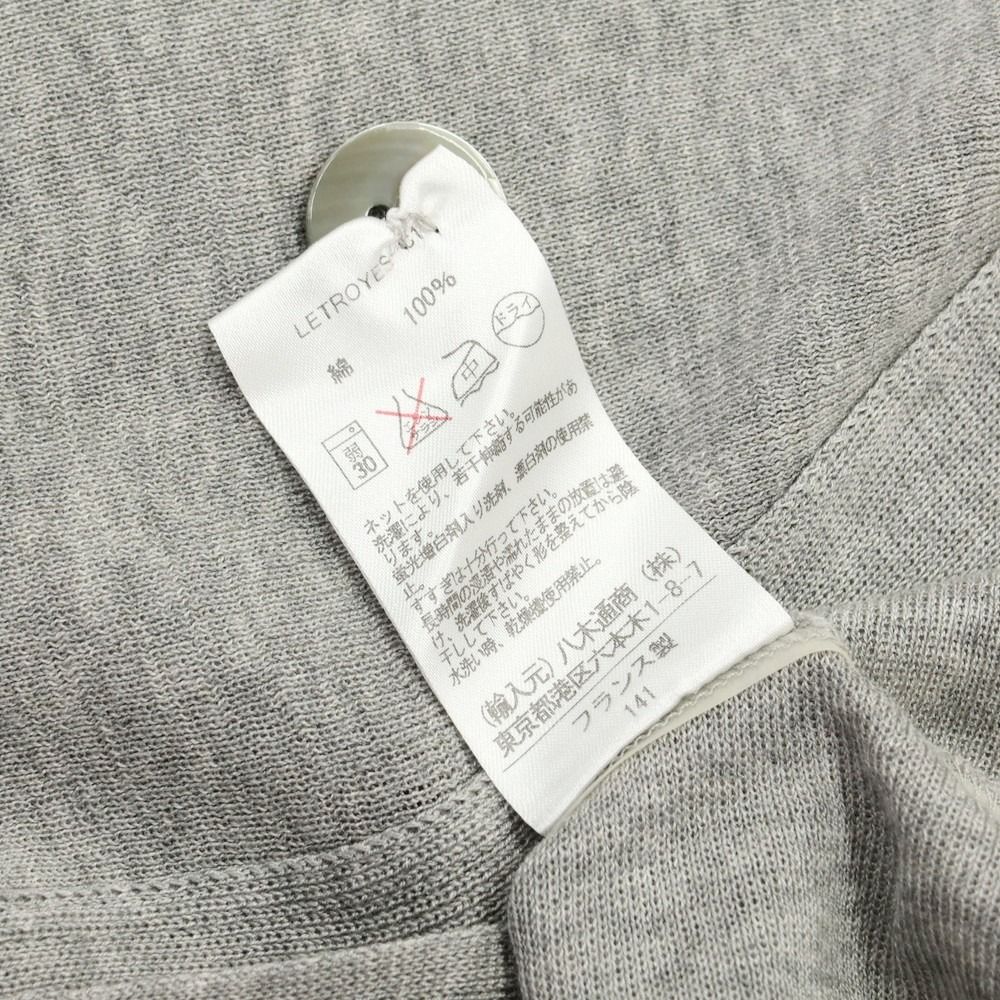 LETROYES
綿 100%
弱
30
中
ドライ
ネットを使用して下さい。
洗濯により、若干伸縮する可能性があ
ります。
蛍光増白剤入り洗剤、漂白剤の使用禁
止。
すすぎは十分行って下さい。
長時間の浸漬や濡れたままの放置は避
け、洗濯後すばやく形を整えてから陰
干しして下さい。
水洗い時、乾燥機使用禁止。
(輸入元)八木通商(株)
東京都港区六本木1-8-7
フランス製
141